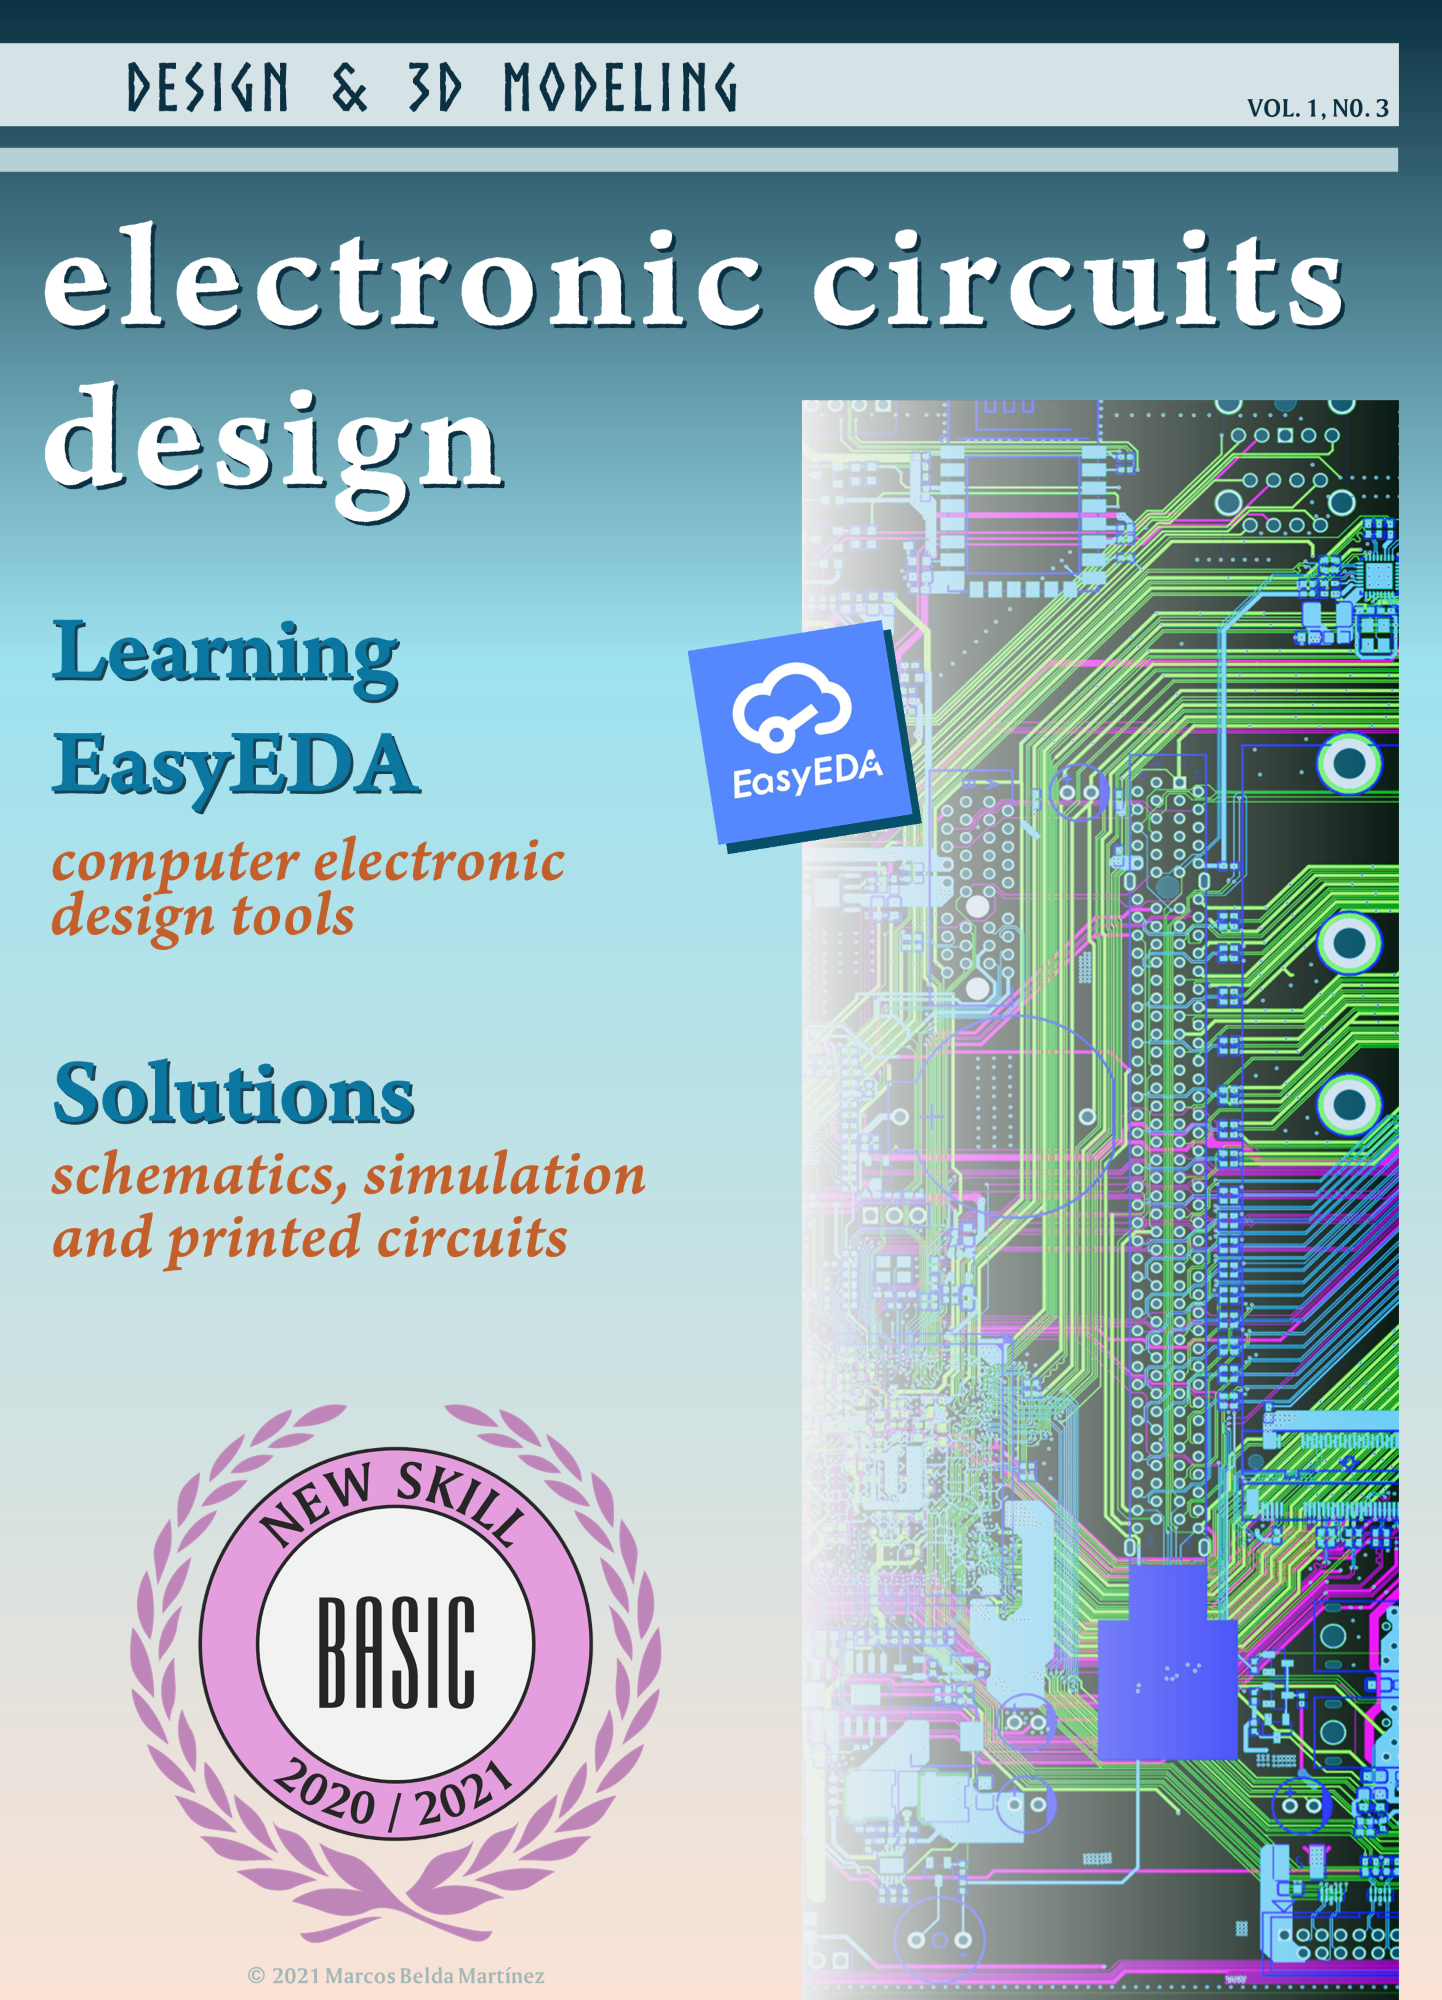 DESIGN & 3D MODELING
VOL. 1, N0. 3
electronic circuits
design
Learning
EasyEDA
computer electronic
design tools
EasyEDA
Solutions
schematics, simulation
and printed circuits
NEW SKILL
BASIC
2020 / 2021
© 2021 Marcos Belda Martínez